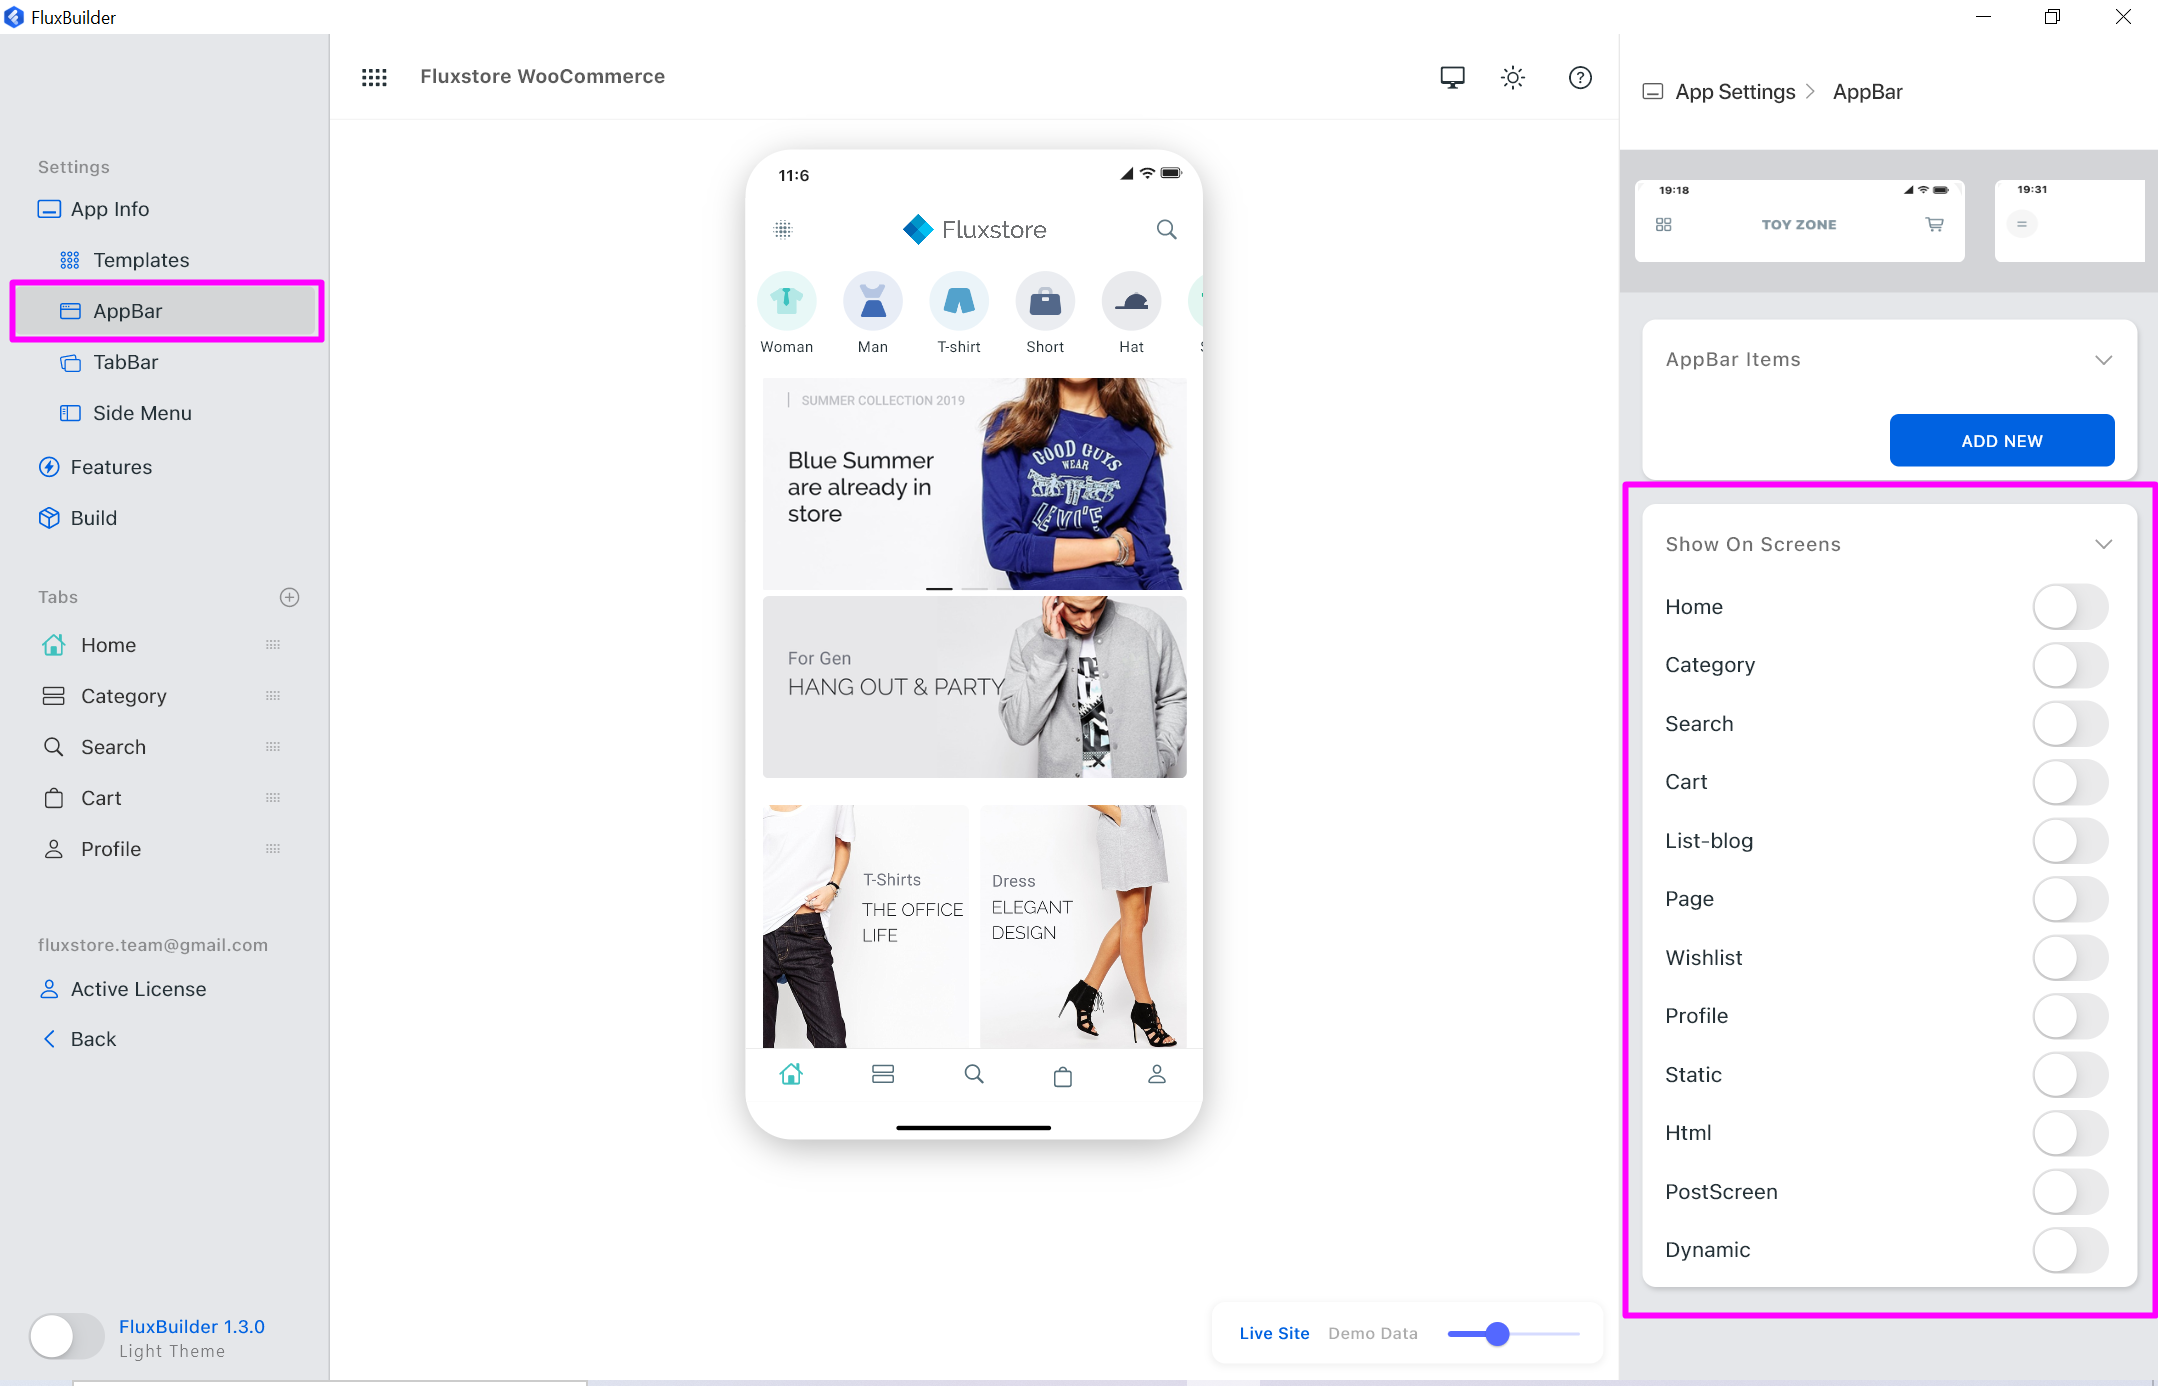 FluxBuilder
Settings
App Info
Templates
AppBar
TabBar
Side Menu
Features
Build
Tabs
Home
Category
Search
Cart
Profile
fluxstore.team@gmail.com
Active License
Back
FluxBuilder 1.3.0
Light Theme
Fluxstore WooCommerce
11:6
Fluxstore
Woman Man T-shirt Short Hat
SUMMER COLLECTION 2019
Blue Summer
are already in
store
GOOD GUYS
WEAR
LEVI'S
For Gen
HANG OUT & PARTY
T-Shirts
THE OFFICE
LIFE
Dress
ELEGANT
DESIGN
Live Site Demo Data
App Settings AppBar
19:18
TOY ZONE
19:31
AppBar Items
ADD NEW
Show On Screens
Home
Category
Search
Cart
List-blog
Page
Wishlist
Profile
Static
Html
PostScreen
Dynamic